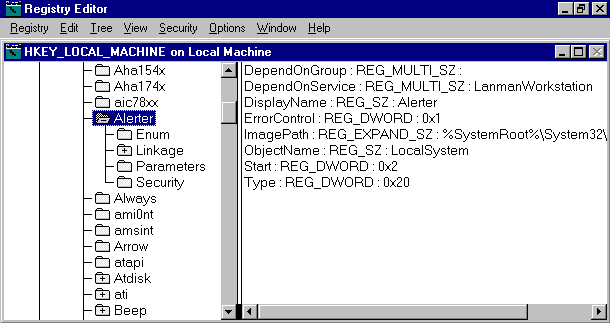 Registry Editor
Registry Edit Tree View Security Options Window Help
HKEY_LOCAL_MACHINE on Local Machine
Aha154x
Aha174x
aic78xx
Alerter
Enum
Linkage
Parameters
Security
Always
ami0nt
amsint
Arrow
atapi
Atdisk
ati
Beep
DependOnGroup : REG_MULTI_SZ :
DependOnService : REG_MULTI_SZ : LanmanWorkstation
DisplayName : REG_SZ : Alerter
ErrorControl : REG_DWORD : 0x1
ImagePath : REG_EXPAND_SZ : %SystemRoot%\System32\
ObjectName : REG_SZ : LocalSystem
Start : REG_DWORD : 0x2
Type : REG_DWORD : 0x20